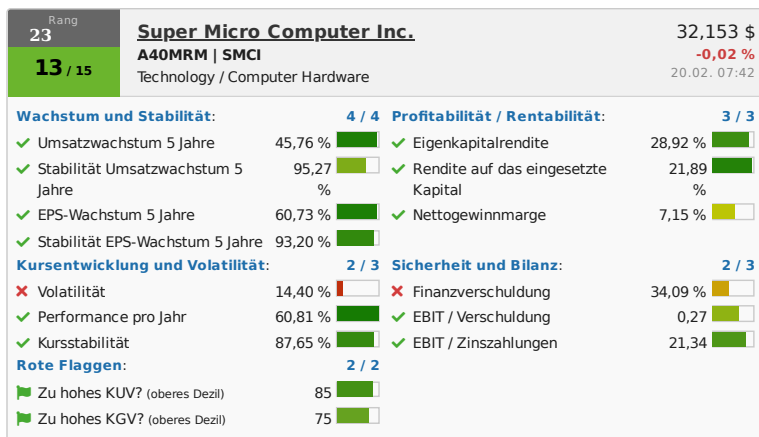 Rang
23
13 / 15
Super Micro Computer Inc.
A40MRM | SMCI
Technology / Computer Hardware
32,153 $
-0,02 %
20.02. 07:42
Wachstum und Stabilität: 4 / 4
Umsatzwachstum 5 Jahre 45,76 %
Stabilität Umsatzwachstum 5 95,27
Jahre %
EPS-Wachstum 5 Jahre 60,73 %
Stabilität EPS-Wachstum 5 Jahre 93,20 %
Profitabilität / Rentabilität: 3 / 3
Eigenkapitalrendite 28,92 %
Rendite auf das eingesetzte 21,89
Kapital %
Nettogewinnmarge 7,15 %
Kursentwicklung und Volatilität: 2 / 3
Volatilität 14,40 %
Performance pro Jahr 60,81 %
Kursstabilität 87,65 %
Sicherheit und Bilanz: 2 / 3
Finanzverschuldung 34,09 %
EBIT / Verschuldung 0,27
EBIT / Zinszahlungen 21,34
Rote Flaggen: 2 / 2
Zu hohes KUV? (oberes Dezil) 85
Zu hohes KGV? (oberes Dezil) 75